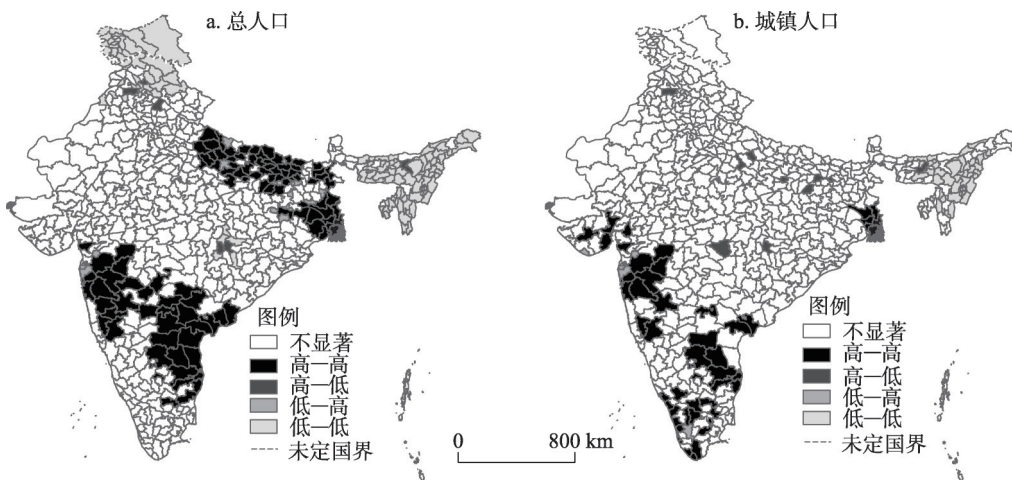 a. 总人口
图例
不显著
高—高
高—低
低—高
低—低
未定国界
0 800 km
b. 城镇人口
图例
不显著
高—高
高—低
低—高
低—低
未定国界